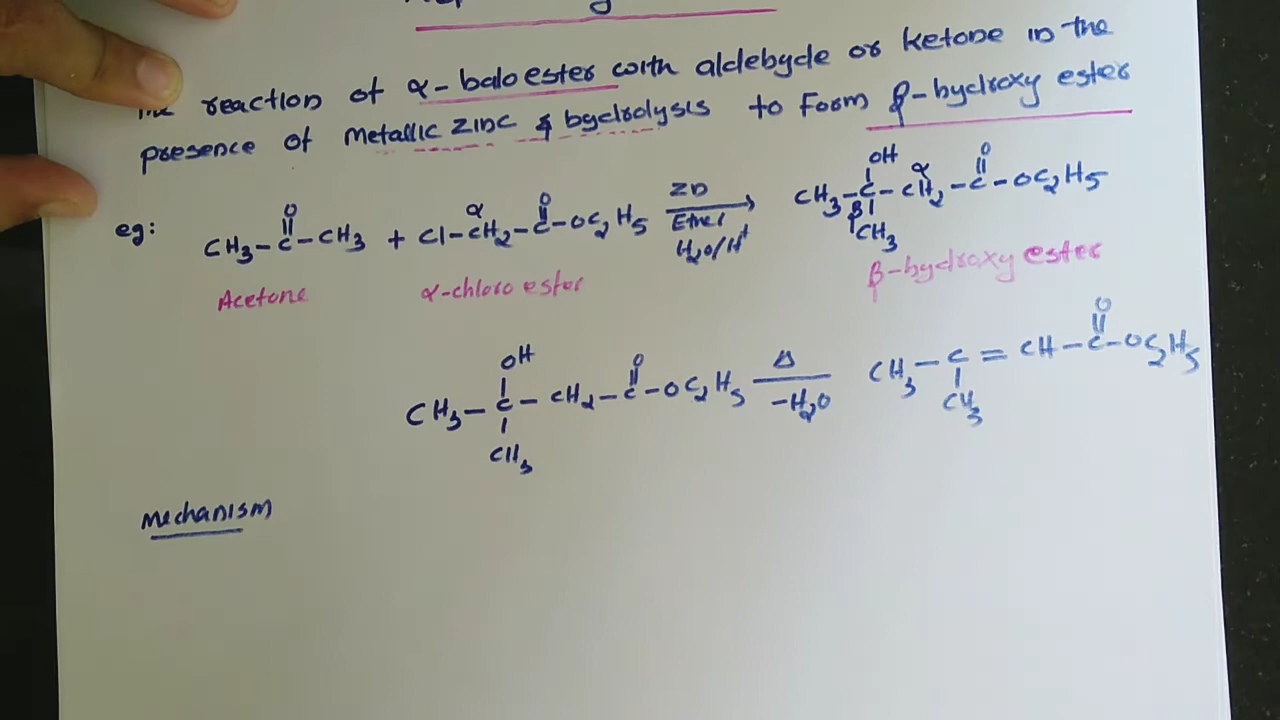 The reaction of α-haloester with aldehyde or ketone in the
presence of metallic zinc & hydrolysis to form β-hydroxy ester
eg: CH₃-C(=O)-CH₃ + Cl-CH₂(α)-C(=O)-OC₂H₅ Zn Ether H₂O/H⁺ → CH₃-C(β)(OH)(CH₃)-CH₂(α)-C(=O)-OC₂H₅
Acetone α-chloro ester β-hydroxy ester
CH₃-C(OH)(CH₃)-CH₂-C(=O)-OC₂H₅ Δ -H₂O CH₃-C(CH₃)=CH-C(=O)-OC₂H₅
Mechanism